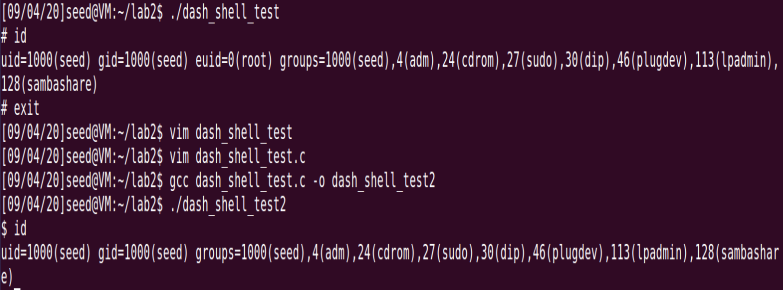 [09/04/20]seed@VM:~/lab2$ ./dash_shell_test
# id
uid=1000(seed) gid=1000(seed) euid=0(root) groups=1000(seed),4(adm),24(cdrom),27(sudo),30(dip),46(plugdev),113(lpadmin),
128(sambashare)
# exit
[09/04/20]seed@VM:~/lab2$ vim dash_shell_test
[09/04/20]seed@VM:~/lab2$ vim dash_shell_test.c
[09/04/20]seed@VM:~/lab2$ gcc dash_shell_test.c -o dash_shell_test2
[09/04/20]seed@VM:~/lab2$ ./dash_shell_test2
$ id
uid=1000(seed) gid=1000(seed) groups=1000(seed),4(adm),24(cdrom),27(sudo),30(dip),46(plugdev),113(lpadmin),128(sambashar
e)